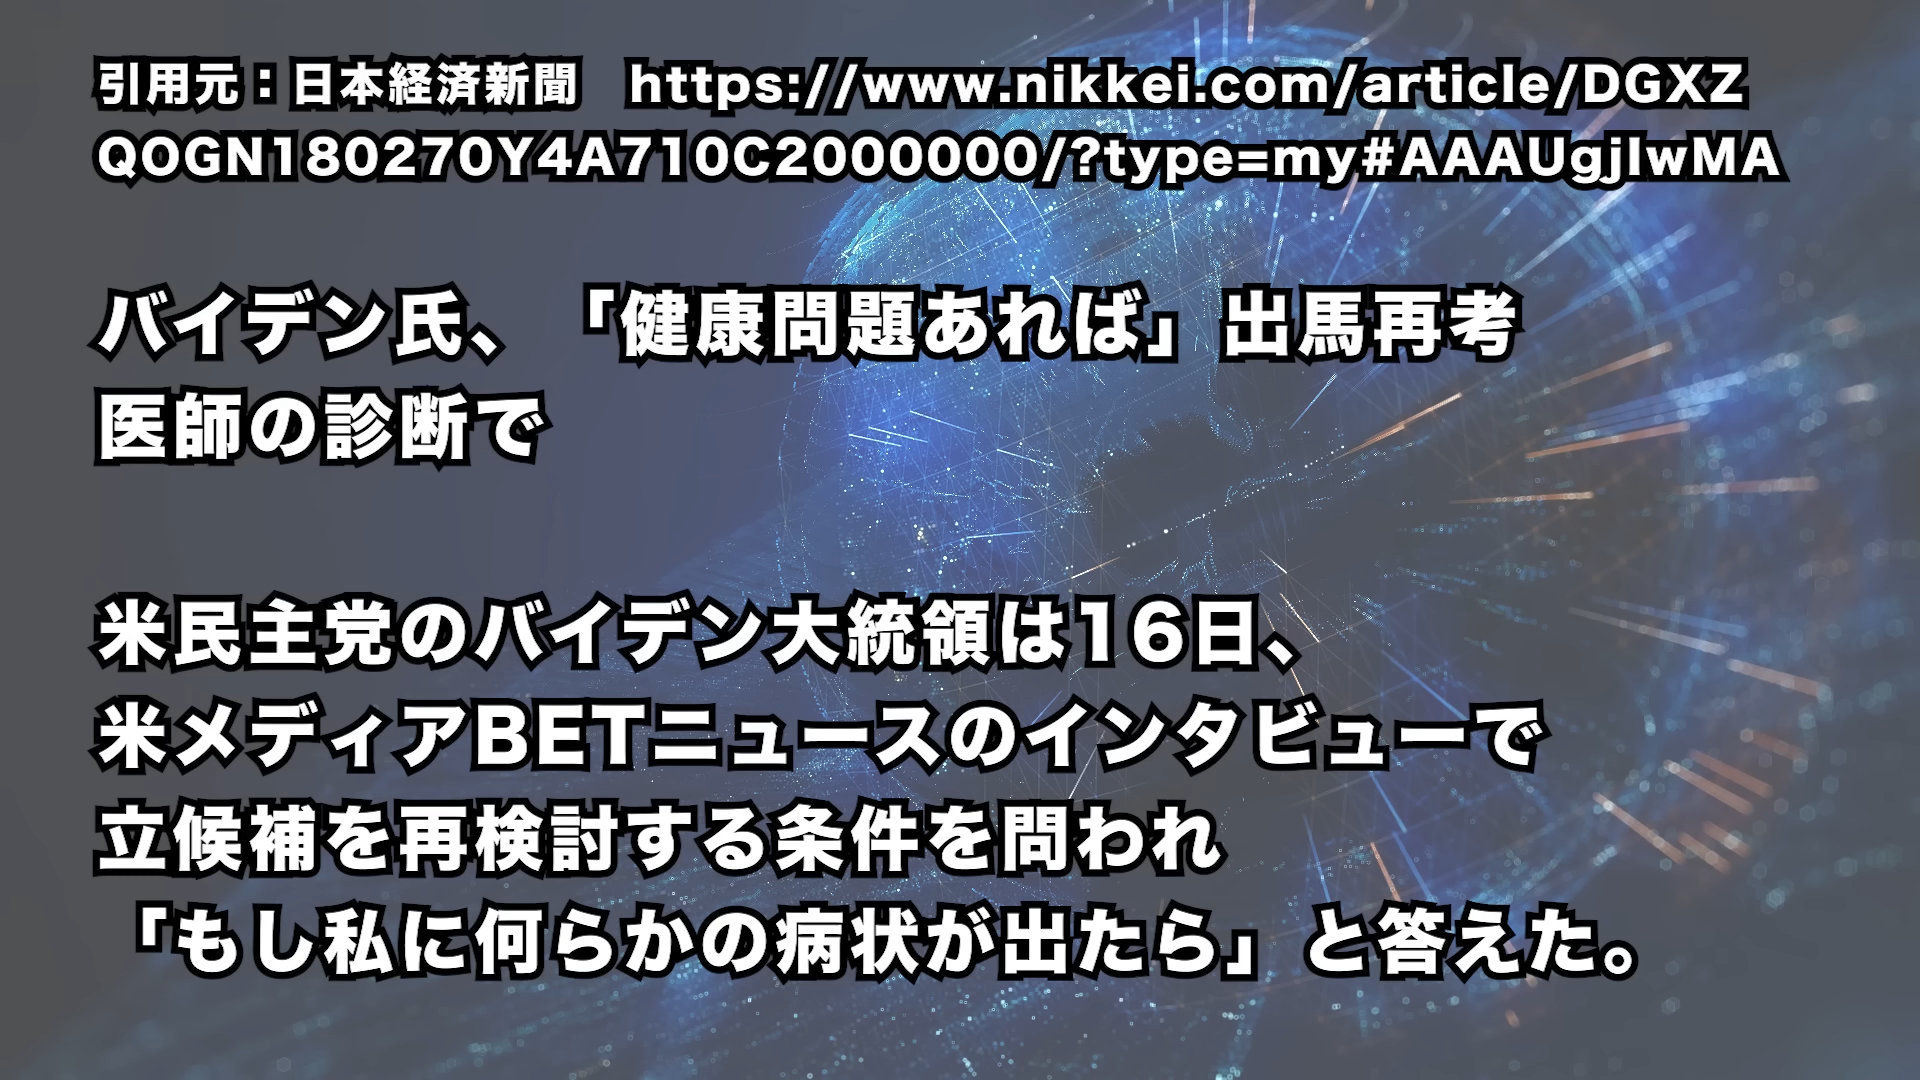 引用元：日本経済新聞　https://www.nikkei.com/article/DGXZ
QOGN180270Y4A710C2000000/?type=my#AAAUgjIwMA
バイデン氏、「健康問題あれば」出馬再考
医師の診断で
米民主党のバイデン大統領は16日、
米メディアBETニュースのインタビューで
立候補を再検討する条件を問われ
「もし私に何らかの病状が出たら」と答えた。